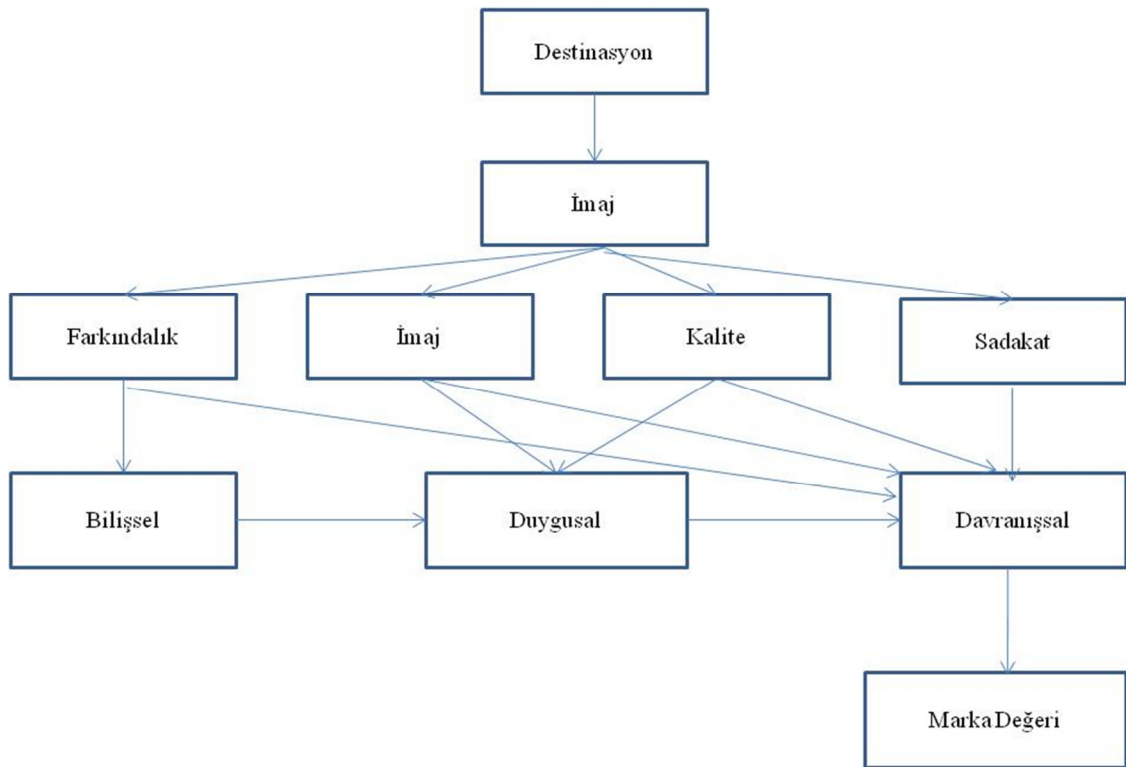 Destinasyon
İmaj
Farkındalık
İmaj
Kalite
Sadakat
Bilişsel
Duygusal
Davranışsal
Marka Değeri